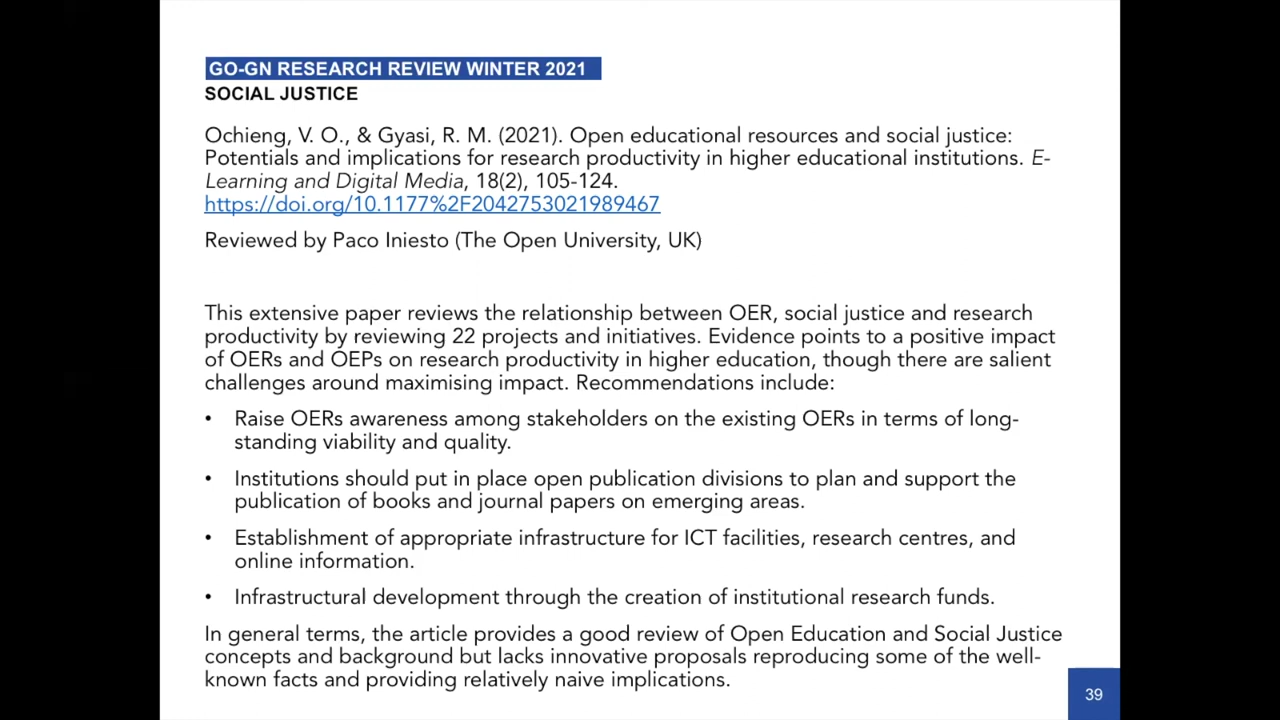 GO-GN RESEARCH REVIEW WINTER 2021
SOCIAL JUSTICE
Ochieng, V. O., & Gyasi, R. M. (2021). Open educational resources and social justice:
Potentials and implications for research productivity in higher educational institutions. E-
Learning and Digital Media, 18(2), 105-124.
https://doi.org/10.1177%2F2042753021989467
Reviewed by Paco Iniesto (The Open University, UK)
This extensive paper reviews the relationship between OER, social justice and research
productivity by reviewing 22 projects and initiatives. Evidence points to a positive impact
of OERs and OEPs on research productivity in higher education, though there are salient
challenges around maximising impact. Recommendations include:
• Raise OERs awareness among stakeholders on the existing OERs in terms of long-
standing viability and quality.
• Institutions should put in place open publication divisions to plan and support the
publication of books and journal papers on emerging areas.
• Establishment of appropriate infrastructure for ICT facilities, research centres, and
online information.
• Infrastructural development through the creation of institutional research funds.
In general terms, the article provides a good review of Open Education and Social Justice
concepts and background but lacks innovative proposals reproducing some of the well-
known facts and providing relatively naive implications.
39